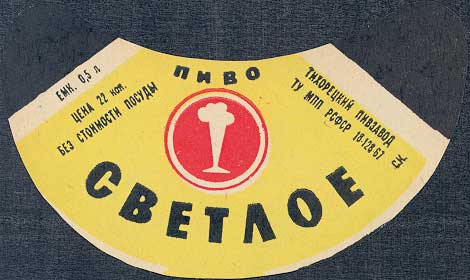 ЕМК. 0,5 л
ЦЕНА 22 коп.
БЕЗ СТОИМОСТИ ПОСУДЫ
ПИВО
ТИХОРЕЦКИЙ ПИВЗАВОД
ТУ МПП РСФСР 18-128-67
СК
СВЕТЛОЕ